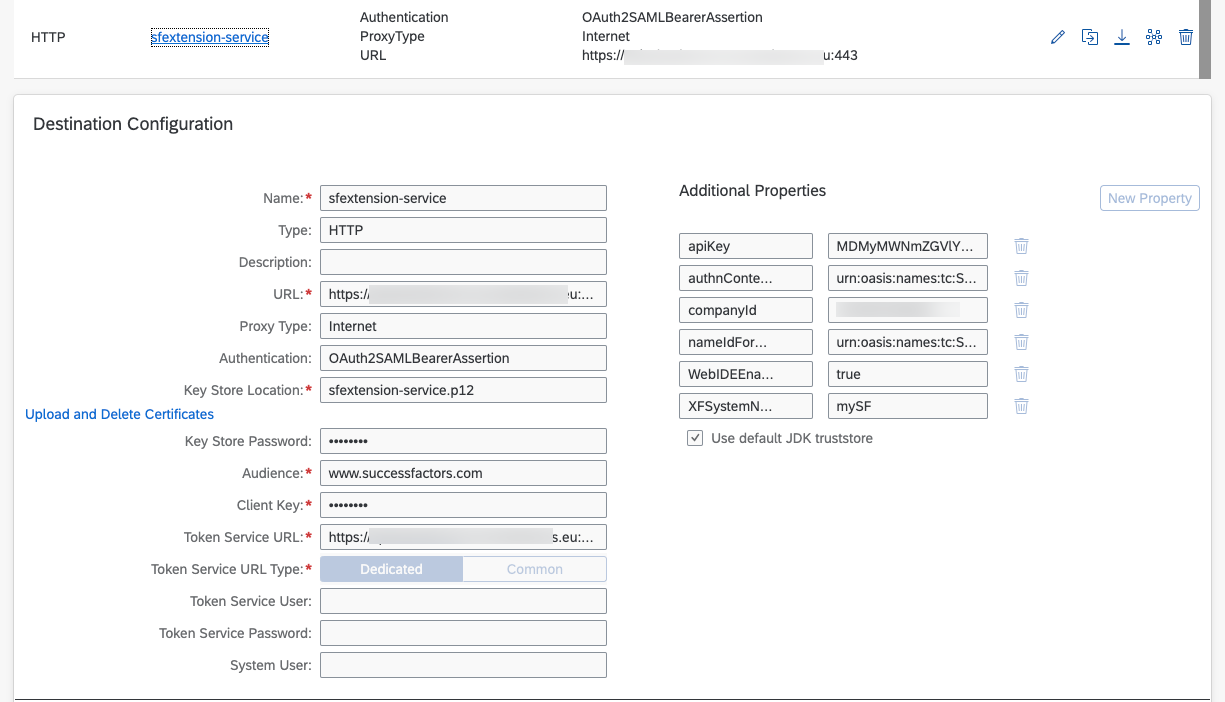 HTTP sfextension-service Authentication OAuth2SAMLBearerAssertion
ProxyType Internet
URL https:// u:443
Destination Configuration
Name:* sfextension-service
Type: HTTP
Description:
URL:* https:// eu:...
Proxy Type: Internet
Authentication: OAuth2SAMLBearerAssertion
Key Store Location:* sfextension-service.p12
Upload and Delete Certificates
Key Store Password: ••••••••
Audience:* www.successfactors.com
Client Key:* ••••••••
Token Service URL:* https:// s.eu:...
Token Service URL Type:* Dedicated Common
Token Service User:
Token Service Password:
System User:
Additional Properties
New Property
apiKey MDMyMWNmZGVlY...
authnConte... urn:oasis:names:tc:S...
companyId
nameIdFor... urn:oasis:names:tc:S...
WebIDEEna... true
XFSystemN... mySF
Use default JDK truststore